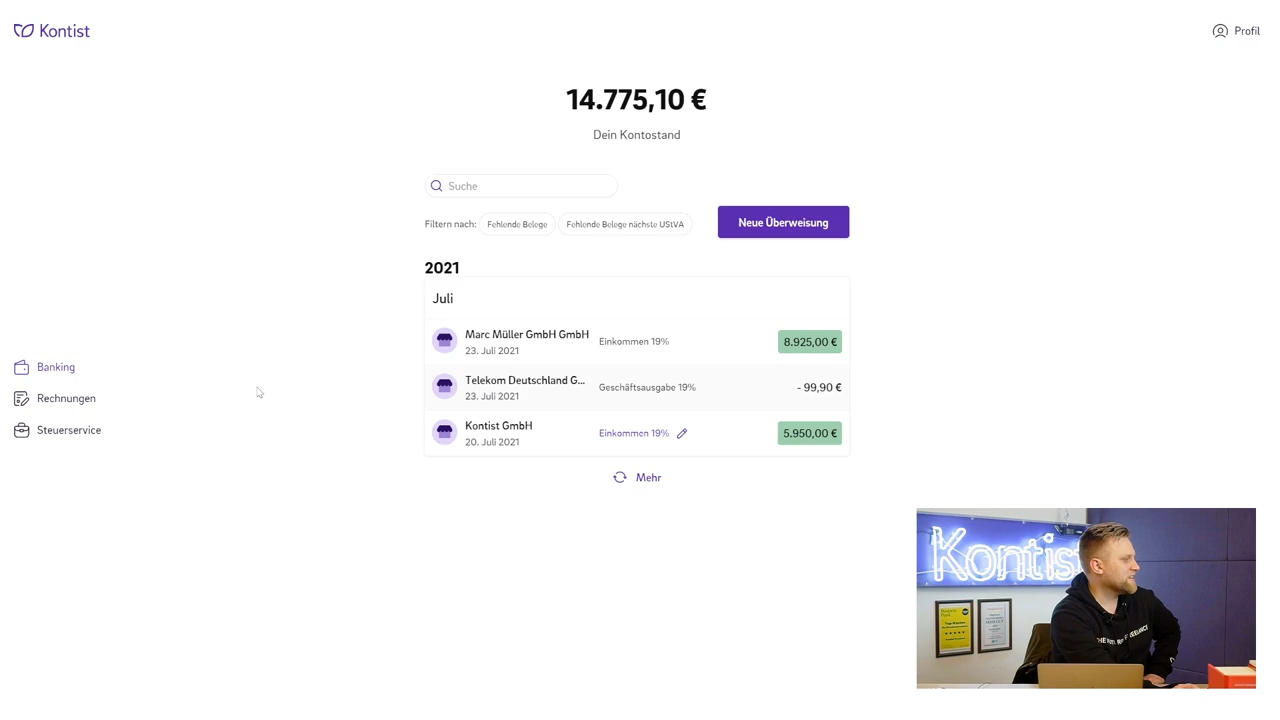 Kontist
Profil
14.775,10 €
Dein Kontostand
Suche
Filtern nach: Fehlende Belege Fehlende Belege nächste UStVA
Neue Überweisung
2021
Juli
Marc Müller GmbH GmbH
23. Juli 2021
Einkommen 19%
8.925,00 €
Telekom Deutschland G...
23. Juli 2021
Geschäftsausgabe 19%
- 99,90 €
Kontist GmbH
20. Juli 2021
Einkommen 19%
5.950,00 €
Mehr
Banking
Rechnungen
Steuerservice
Kontist
THE